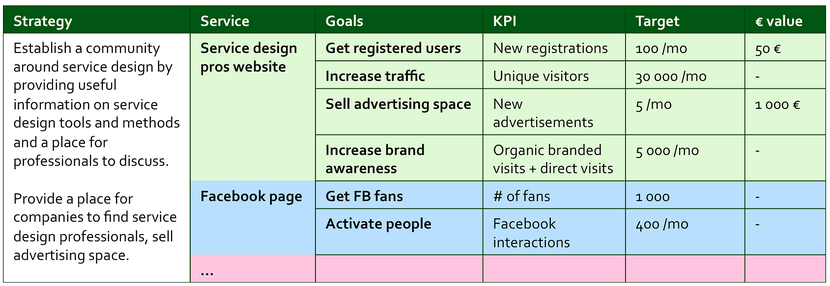 Strategy Service Goals KPI Target € value
Establish a community
around service design by
providing useful
information on service
design tools and methods
and a place for
professionals to discuss.
Provide a place for
companies to find service
design professionals, sell
advertising space.
Service design
pros website
Get registered users New registrations 100 /mo 50 €
Increase traffic Unique visitors 30 000 /mo -
Sell advertising space New
advertisements 5 /mo 1 000 €
Increase brand
awareness Organic branded
visits + direct visits 5 000 /mo -
Facebook page Get FB fans # of fans 1 000 -
Activate people Facebook
interactions 400 /mo -
...